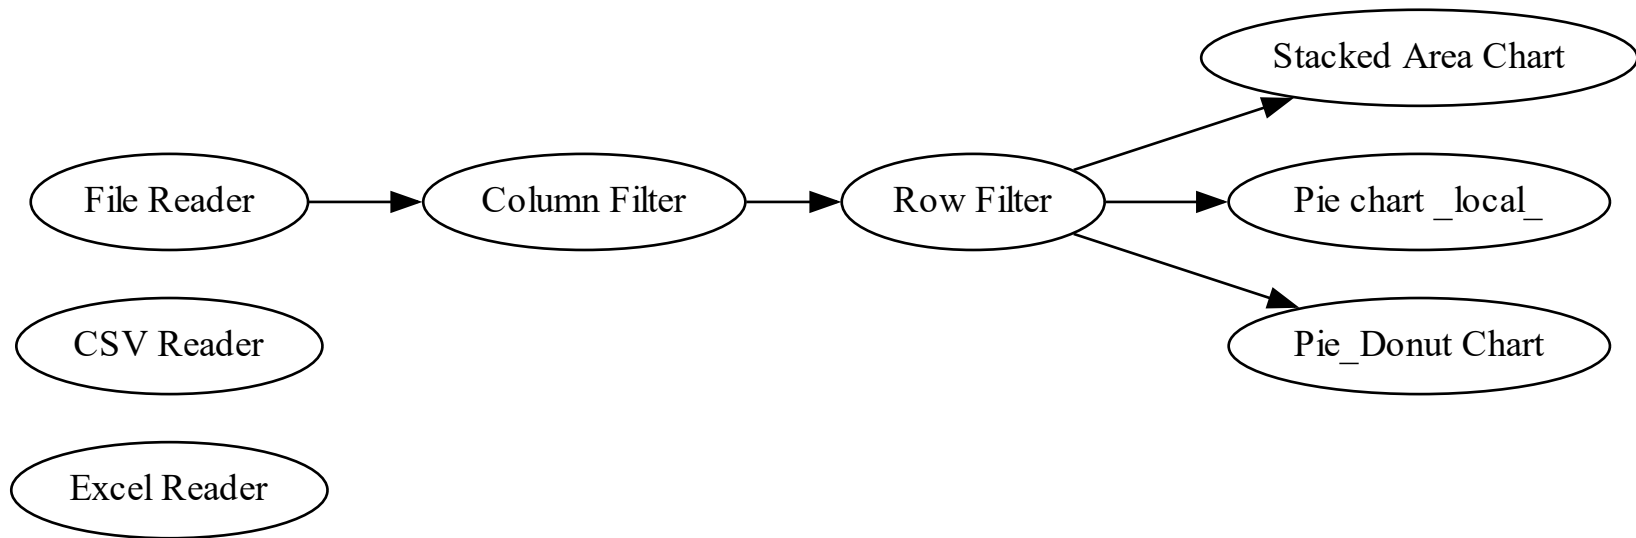 Stacked Area Chart
File Reader
Column Filter
Row Filter
Pie chart _local_
CSV Reader
Pie_Donut Chart
Excel Reader